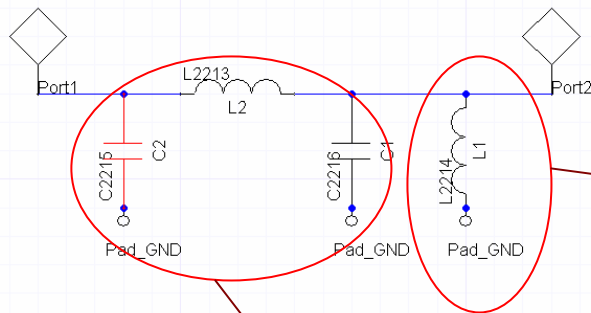 Port1
L2213
L2
Port2
C2215
C2
C2216
C1
L2214
L1
Pad_GND
Pad_GND
Pad_GND